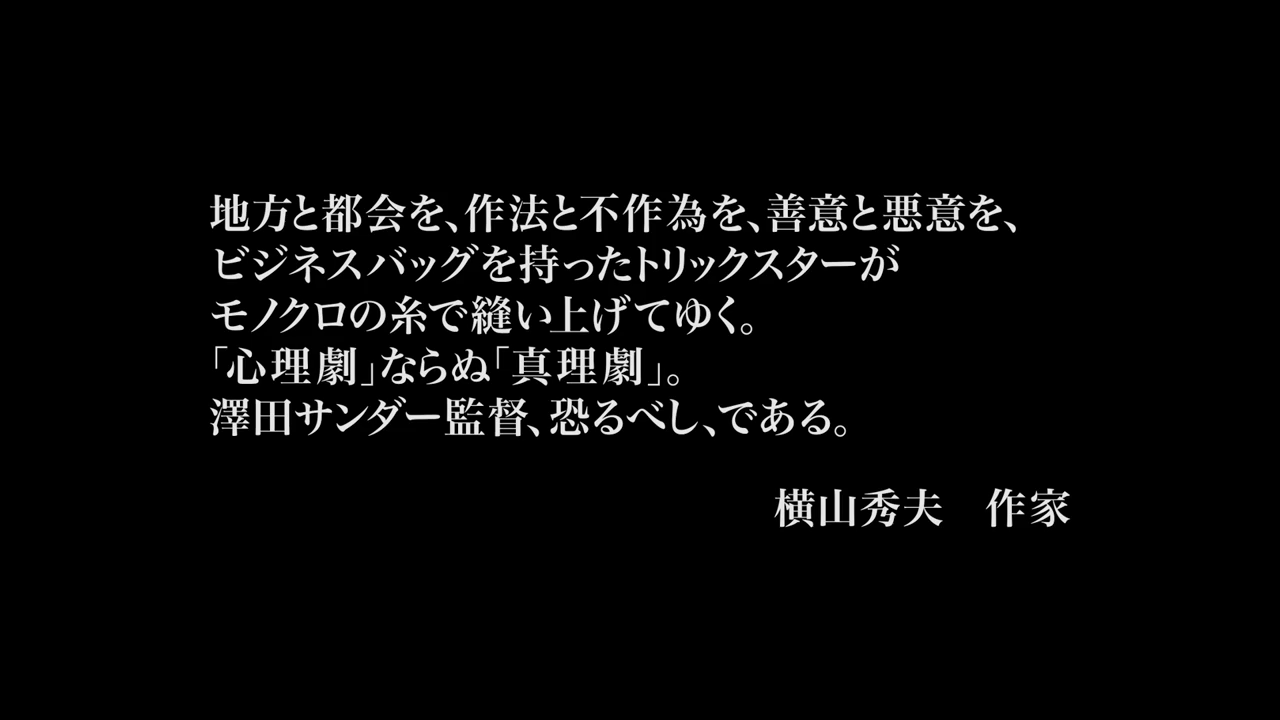 地方と都会を、作法と不作為を、善意と悪意を、
ビジネスバッグを持ったトリックスターが
モノクロの糸で縫い上げてゆく。
「心理劇」ならぬ「真理劇」。
澤田サンダー監督、恐るべし、である。
横山秀夫　作家